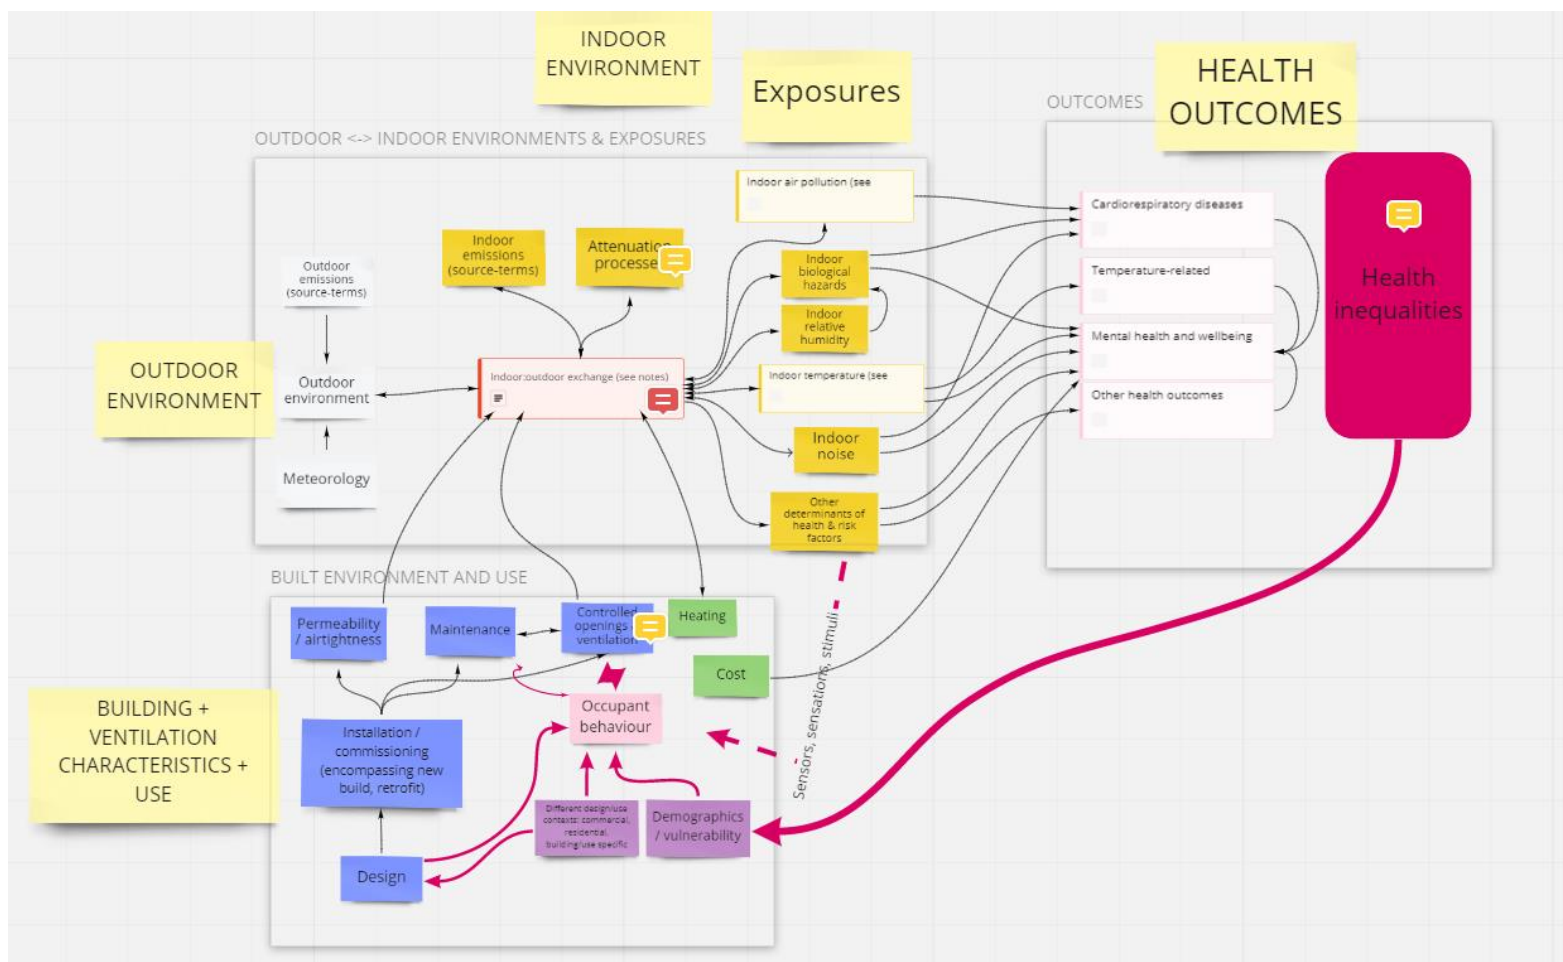 INDOOR
ENVIRONMENT
Exposures
HEALTH
OUTCOMES
OUTCOMES
OUTDOOR <-> INDOOR ENVIRONMENTS & EXPOSURES
Indoor air pollution (see
Cardiorespiratory diseases
Indoor
emissions
(source-terms)
Attenuation
processes
Indoor
biological
hazards
Outdoor
emissions
(source-terms)
Temperature-related
Health
inequalities
Indoor
relative
humidity
Mental health and wellbeing
OUTDOOR
ENVIRONMENT
Outdoor
environment
Indoor:outdoor exchange (see notes)
Indoor temperature (see
Other health outcomes
Indoor
noise
Meteorology
Other
determinants of
health & risk
factors
BUILT ENVIRONMENT AND USE
Permeability
/ airtightness
Maintenance
Controlled
openings
ventilation
Heating
Cost
Sensors, sensations, stimuli
BUILDING +
VENTILATION
CHARACTERISTICS +
USE
Occupant
behaviour
Installation /
commissioning
(encompassing new
build, retrofit)
Different design/use
contexts: commercial,
residential,
building/use specific
Demographics
/ vulnerability
Design